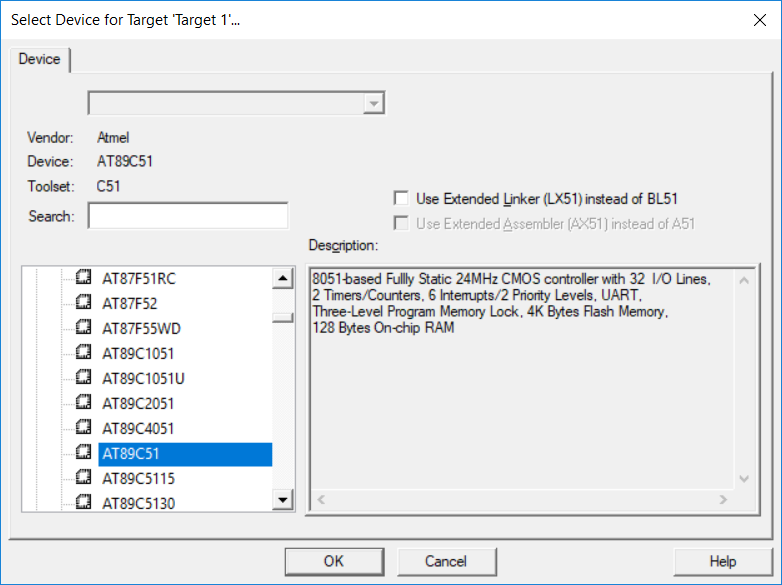 Select Device for Target 'Target 1'...
Device
Vendor: Atmel
Device: AT89C51
Toolset: C51
Search:
Use Extended Linker (LX51) instead of BL51
Use Extended Assembler (AX51) instead of A51
Description:
AT87F51RC
AT87F52
AT87F55WD
AT89C1051
AT89C1051U
AT89C2051
AT89C4051
AT89C51
AT89C5115
AT89C5130
8051-based Fullly Static 24MHz CMOS controller with 32 I/O Lines,
2 Timers/Counters, 6 Interrupts/2 Priority Levels, UART,
Three-Level Program Memory Lock, 4K Bytes Flash Memory,
128 Bytes On-chip RAM
OK
Cancel
Help